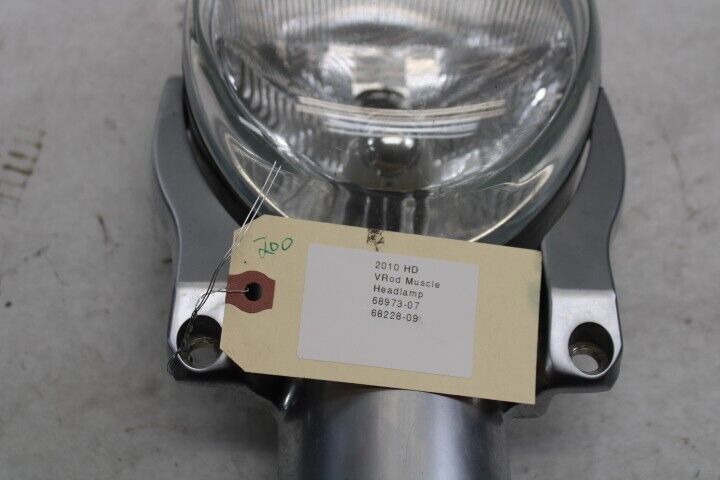 200
2010 HD
VRod Muscle
Headlamp
68973-07
68228-09